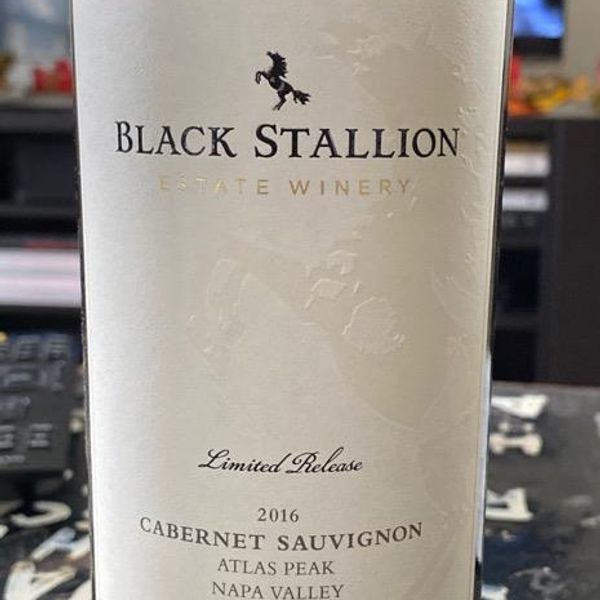 BLACK STALLION
ESTATE WINERY
Limited Release
2016
CABERNET SAUVIGNON
ATLAS PEAK
NAPA VALLEY